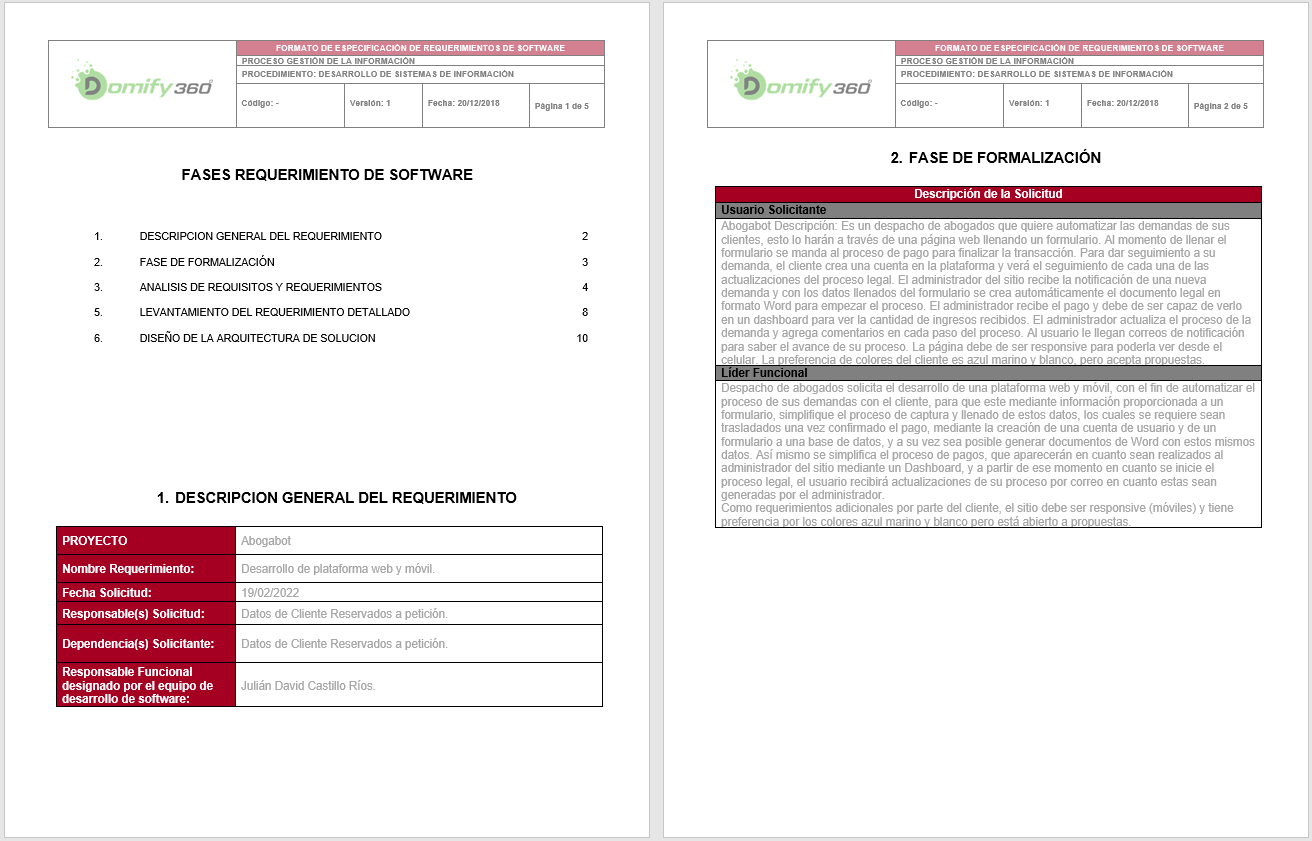 Domify360
FORMATO DE ESPECIFICACIÓN DE REQUERIMIENTOS DE SOFTWARE
PROCESO GESTIÓN DE LA INFORMACIÓN
PROCEDIMIENTO: DESARROLLO DE SISTEMAS DE INFORMACIÓN
Código: - Versión: 1 Fecha: 20/12/2018 Página 1 de 5
FASES REQUERIMIENTO DE SOFTWARE
1. DESCRIPCION GENERAL DEL REQUERIMIENTO 2
2. FASE DE FORMALIZACIÓN 3
3. ANALISIS DE REQUISITOS Y REQUERIMIENTOS 4
5. LEVANTAMIENTO DEL REQUERIMIENTO DETALLADO 8
6. DISEÑO DE LA ARQUITECTURA DE SOLUCION 10
1. DESCRIPCION GENERAL DEL REQUERIMIENTO
PROYECTO Abogabot
Nombre Requerimiento: Desarrollo de plataforma web y móvil.
Fecha Solicitud: 19/02/2022
Responsable(s) Solicitud: Datos de Cliente Reservados a petición.
Dependencia(s) Solicitante: Datos de Cliente Reservados a petición.
Responsable Funcional
designado por el equipo de
desarrollo de software: Julián David Castillo Ríos.
Domify360
FORMATO DE ESPECIFICACIÓN DE REQUERIMIENTOS DE SOFTWARE
PROCESO GESTIÓN DE LA INFORMACIÓN
PROCEDIMIENTO: DESARROLLO DE SISTEMAS DE INFORMACIÓN
Código: - Versión: 1 Fecha: 20/12/2018 Página 2 de 5
2. FASE DE FORMALIZACIÓN
Descripción de la Solicitud
Usuario Solicitante
Abogabot Descripción: Es un despacho de abogados que quiere automatizar las demandas de sus
clientes, esto lo harán a través de una página web llenando un formulario. Al momento de llenar el
formulario se manda al proceso de pago para finalizar la transacción. Para dar seguimiento a su
demanda, el cliente crea una cuenta en la plataforma y verá el seguimiento de cada una de las
actualizaciones del proceso legal. El administrador del sitio recibe la notificación de una nueva
demanda y con los datos llenados del formulario se crea automáticamente el documento legal en
formato Word para empezar el proceso. El administrador recibe el pago y debe de ser capaz de verlo
en un dashboard para ver la cantidad de ingresos recibidos. El administrador actualiza el proceso de la
demanda y agrega comentarios en cada paso del proceso. Al usuario le llegan correos de notificación
para saber el avance de su proceso. La página debe de ser responsive para poderla ver desde el
celular. La preferencia de colores del cliente es azul marino y blanco, pero acepta propuestas.
Líder Funcional
Despacho de abogados solicita el desarrollo de una plataforma web y móvil, con el fin de automatizar el
proceso de sus demandas con el cliente, para que este mediante información proporcionada a un
formulario, simplifique el proceso de captura y llenado de estos datos, los cuales se requiere sean
trasladados una vez confirmado el pago, mediante la creación de una cuenta de usuario y de un
formulario a una base de datos, y a su vez sea posible generar documentos de Word con estos mismos
datos. Así mismo se simplifica el proceso de pagos, que aparecerán en cuanto sean realizados al
administrador del sitio mediante un Dashboard, y a partir de ese momento en cuanto se inicie el
proceso legal, el usuario recibirá actualizaciones de su proceso por correo en cuanto estas sean
generadas por el administrador.
Como requerimientos adicionales por parte del cliente, el sitio debe ser responsive (móviles) y tiene
preferencia por los colores azul marino y blanco pero está abierto a propuestas.